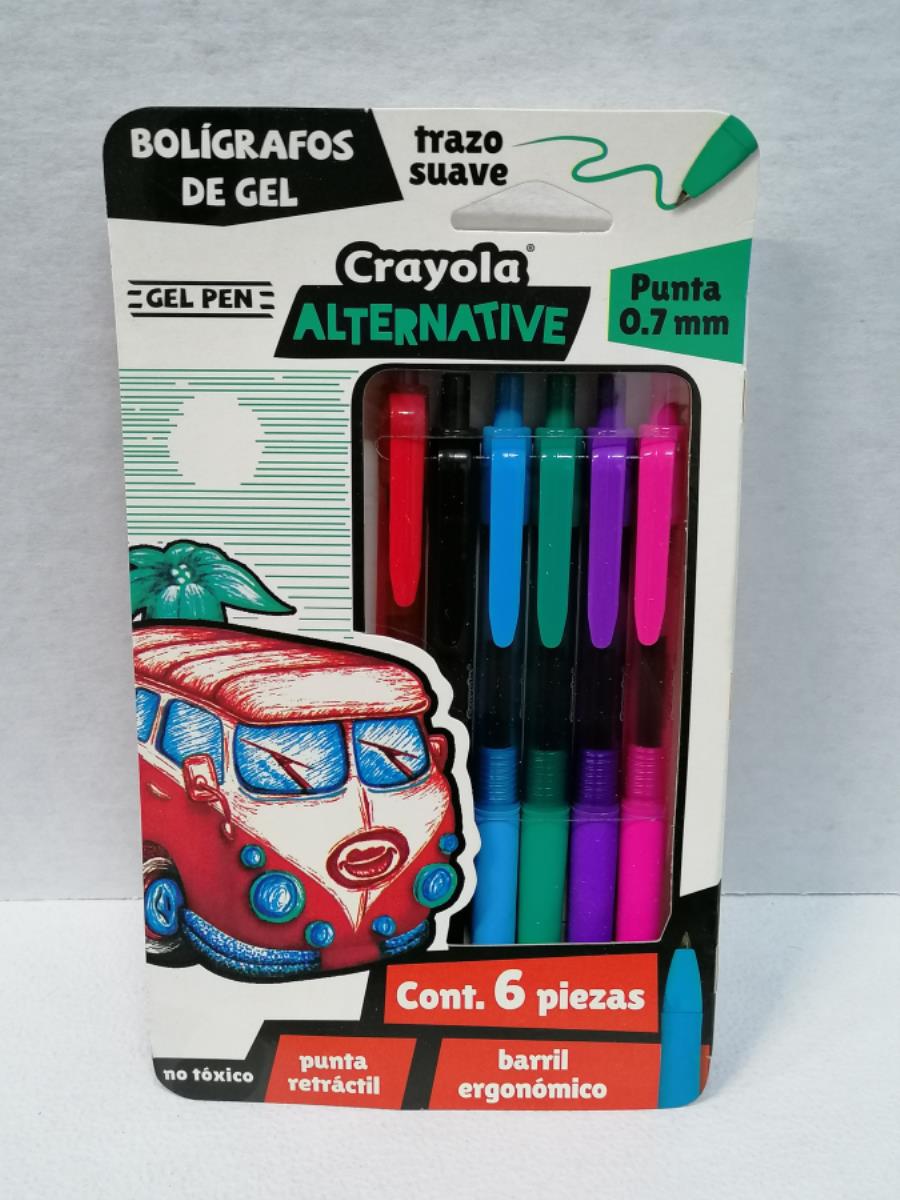 BOLÍGRAFOS
DE GEL
trazo
suave
Crayola®
ALTERNATIVE
GEL PEN
Punta
0.7 mm
Cont. 6 piezas
no tóxico
punta
retráctil
barril
ergonómico